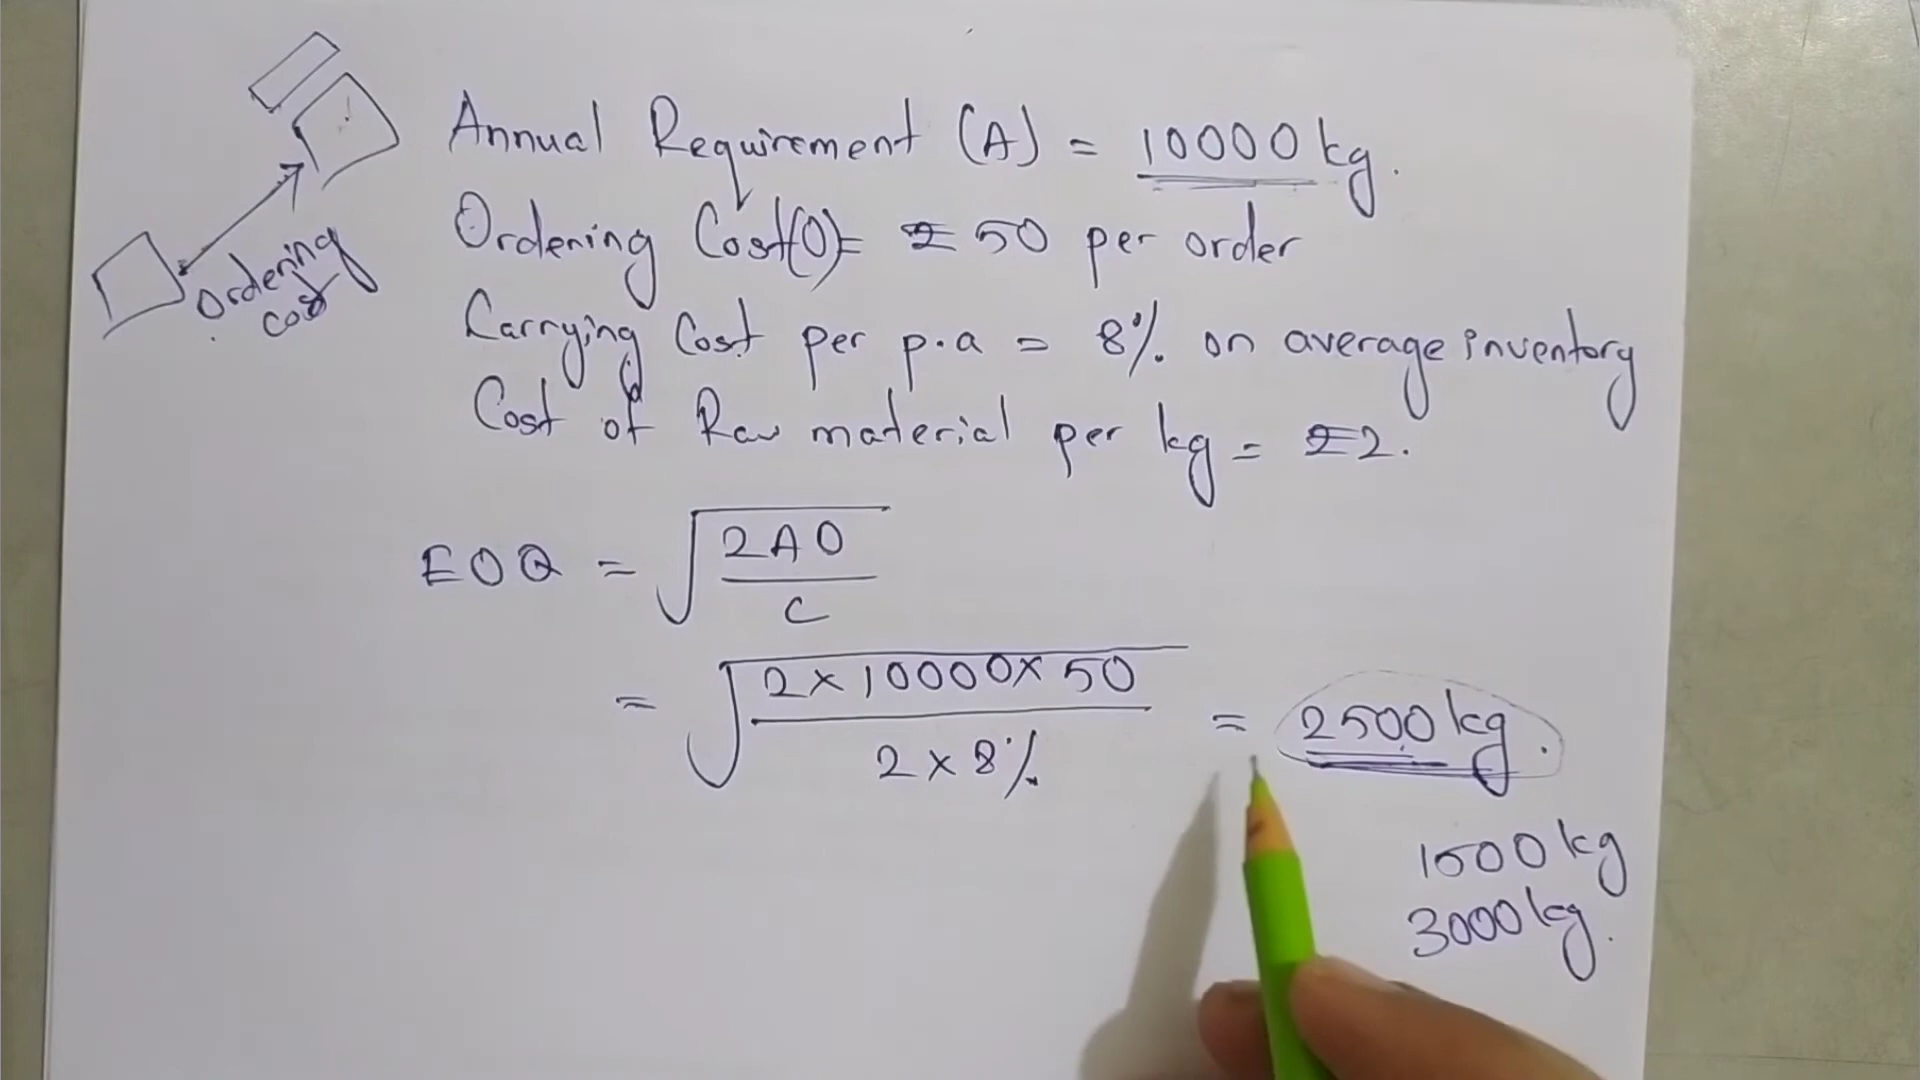 Annual Requirement (A) = 10000 kg.
Ordering Cost(O)= ₹ 50 per order
Carrying Cost per p.a = 8% on average inventory
Cost of Raw material per kg = ₹2.
Ordering
cost
EOQ = √(2AO / C)
= √(2 × 10000 × 50 / 2 × 8%) = 2500 kg.
1500 kg
3000 kg.